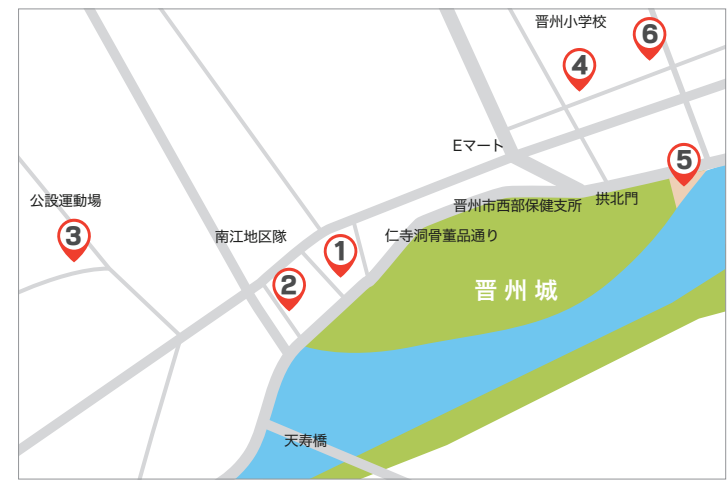 晋州小学校
6
4
Eマート
5
公設運動場
晋州市西部保健支所
拱北門
3
南江地区隊
1
仁寺洞骨董品通り
2
晋州城
天寿橋